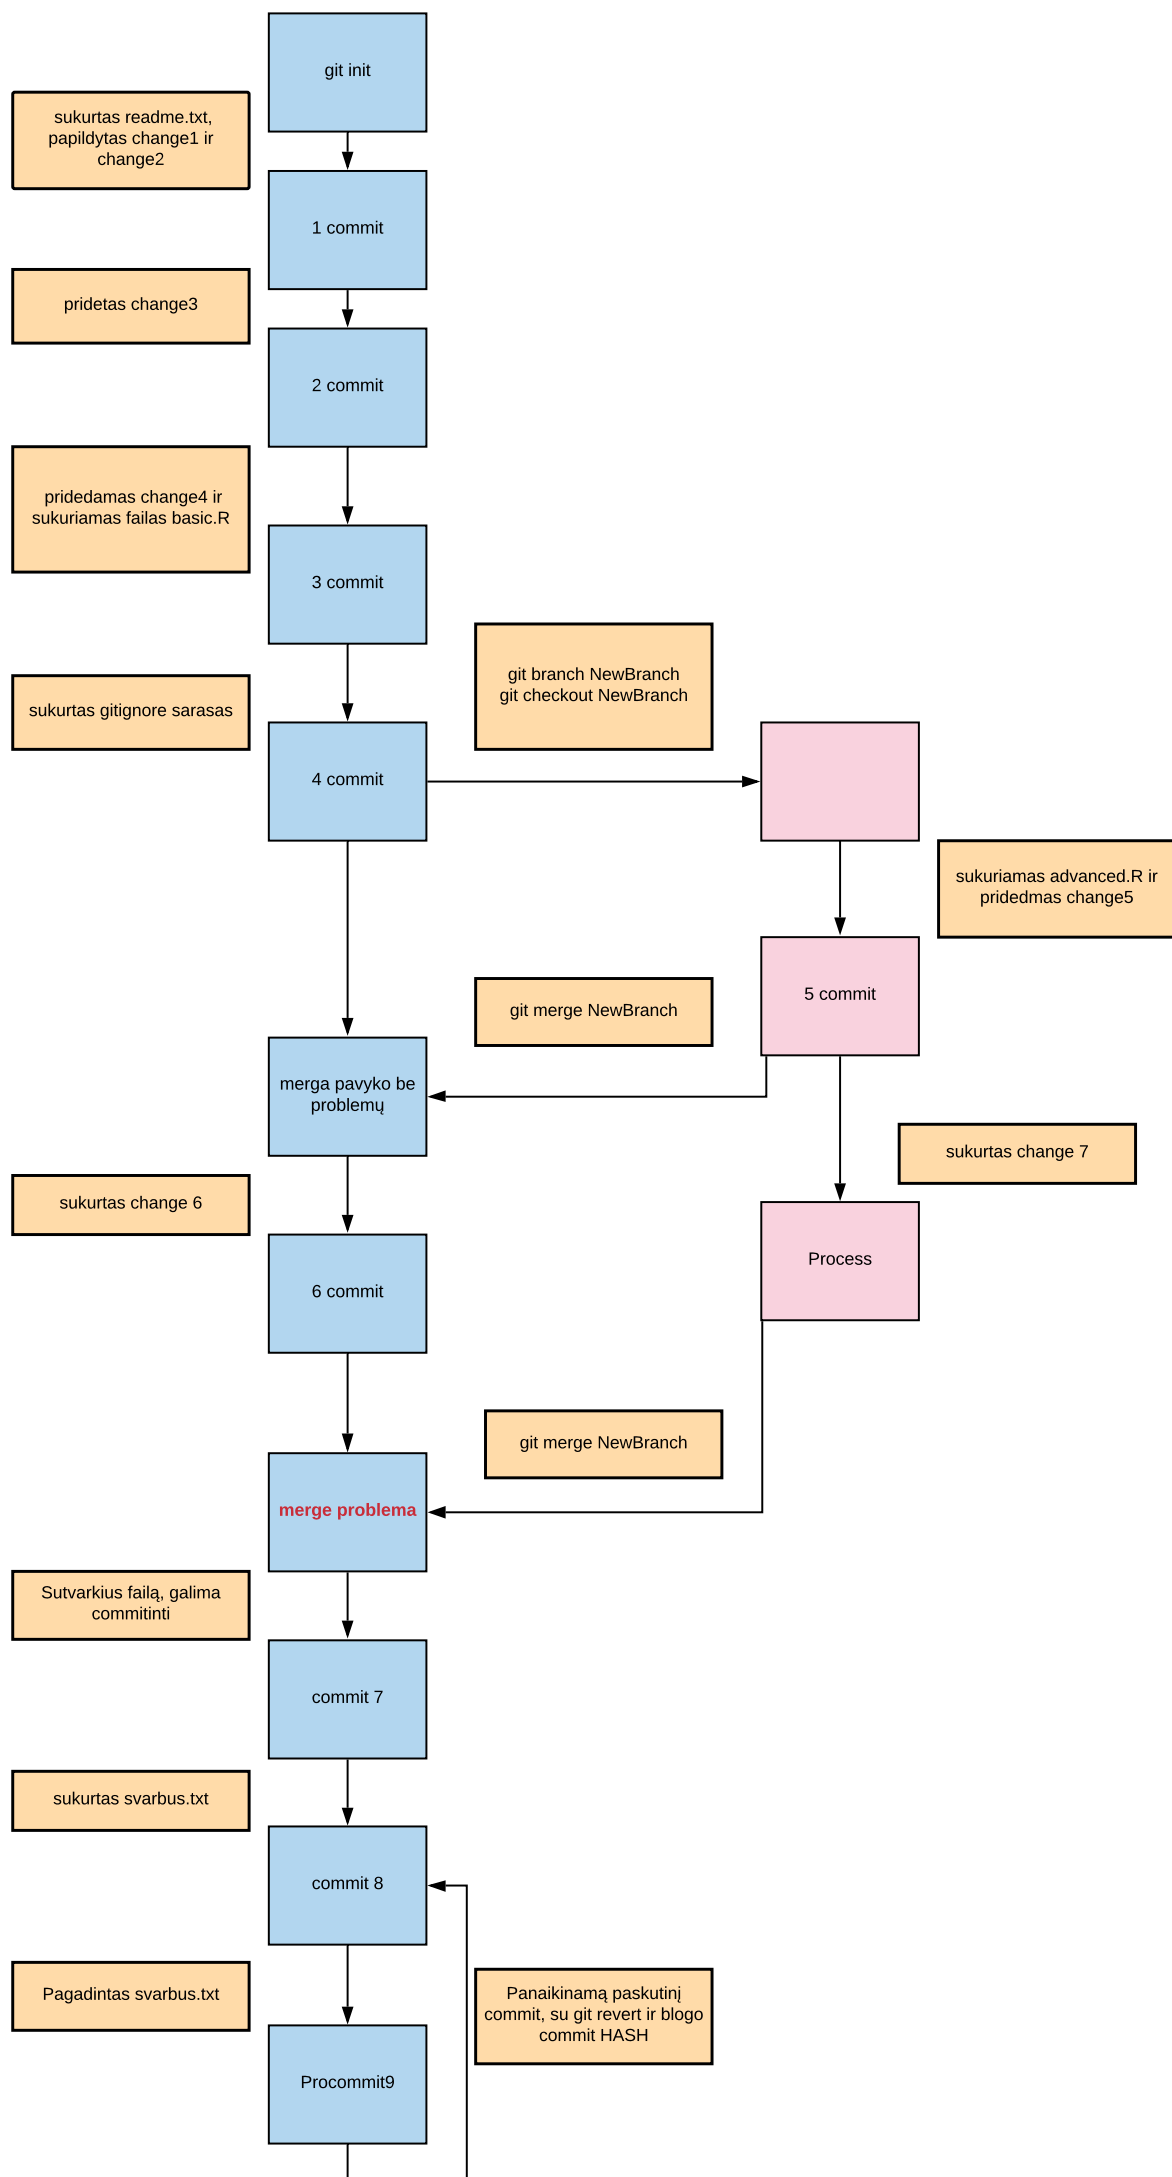 git init
sukurtas readme.txt,
papildytas change1 ir
change2
1 commit
pridetas change3
2 commit
pridedamas change4 ir
sukuriamas failas basic.R
3 commit
git branch NewBranch
git checkout NewBranch
sukurtas gitignore sarasas
4 commit
sukuriamas advanced.R ir
pridedmas change5
5 commit
git merge NewBranch
merga pavyko be
problemų
sukurtas change 7
sukurtas change 6
Process
6 commit
git merge NewBranch
merge problema
Sutvarkius failą, galima
commitinti
commit 7
sukurtas svarbus.txt
commit 8
Pagadintas svarbus.txt
Panaikinamą paskutinį
commit, su git revert ir blogo
commit HASH
Procommit9